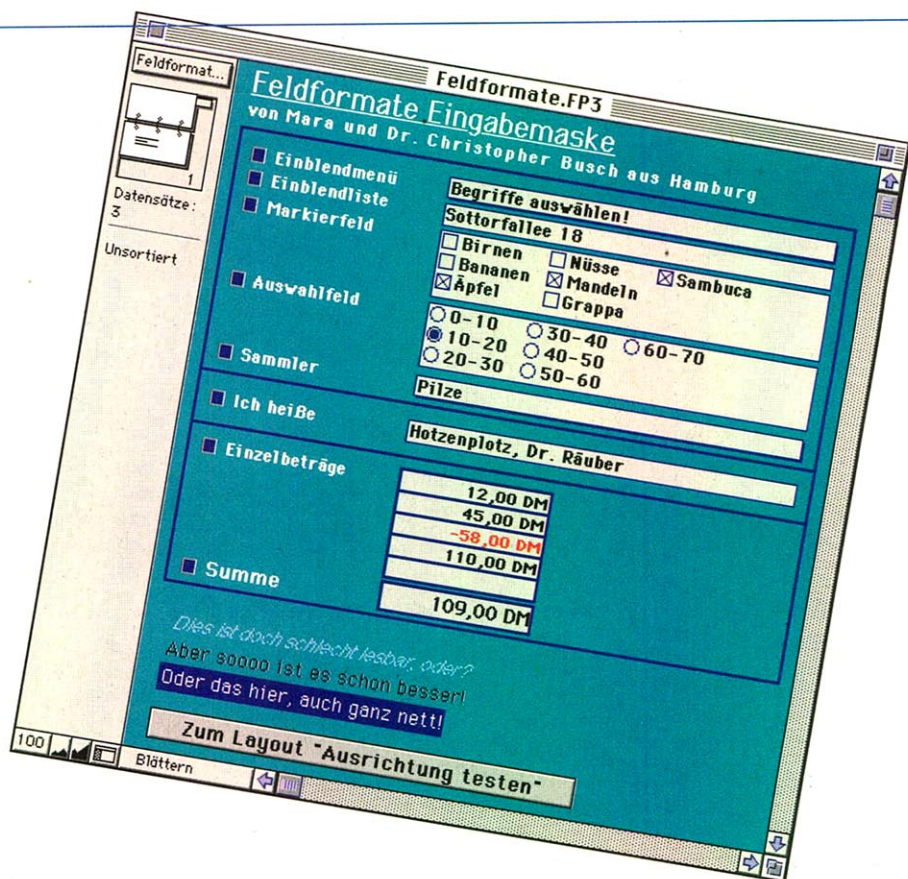 Feldformate.FP3
Feldformat...
1
Datensätze:
3
Unsortiert
Feldformate Eingabemaske
von Mara und Dr. Christopher Busch aus Hamburg
Einblendmenü
Begriffe auswählen!
Einblendliste
Sottorfallee 18
Markierfeld
Birnen Nüsse Sambuca
Bananen Mandeln
Äpfel Grappa
Auswahlfeld
0-10 30-40 60-70
10-20 40-50
20-30 50-60
Sammler
Pilze
Ich heiße
Hotzenplotz, Dr. Räuber
Einzelbeträge
12,00 DM
45,00 DM
-58,00 DM
110,00 DM
Summe
109,00 DM
Dies ist doch schlecht lesbar, oder?
Aber soooo ist es schon besser!
Oder das hier, auch ganz nett!
Zum Layout "Ausrichtung testen"
100
Blättern